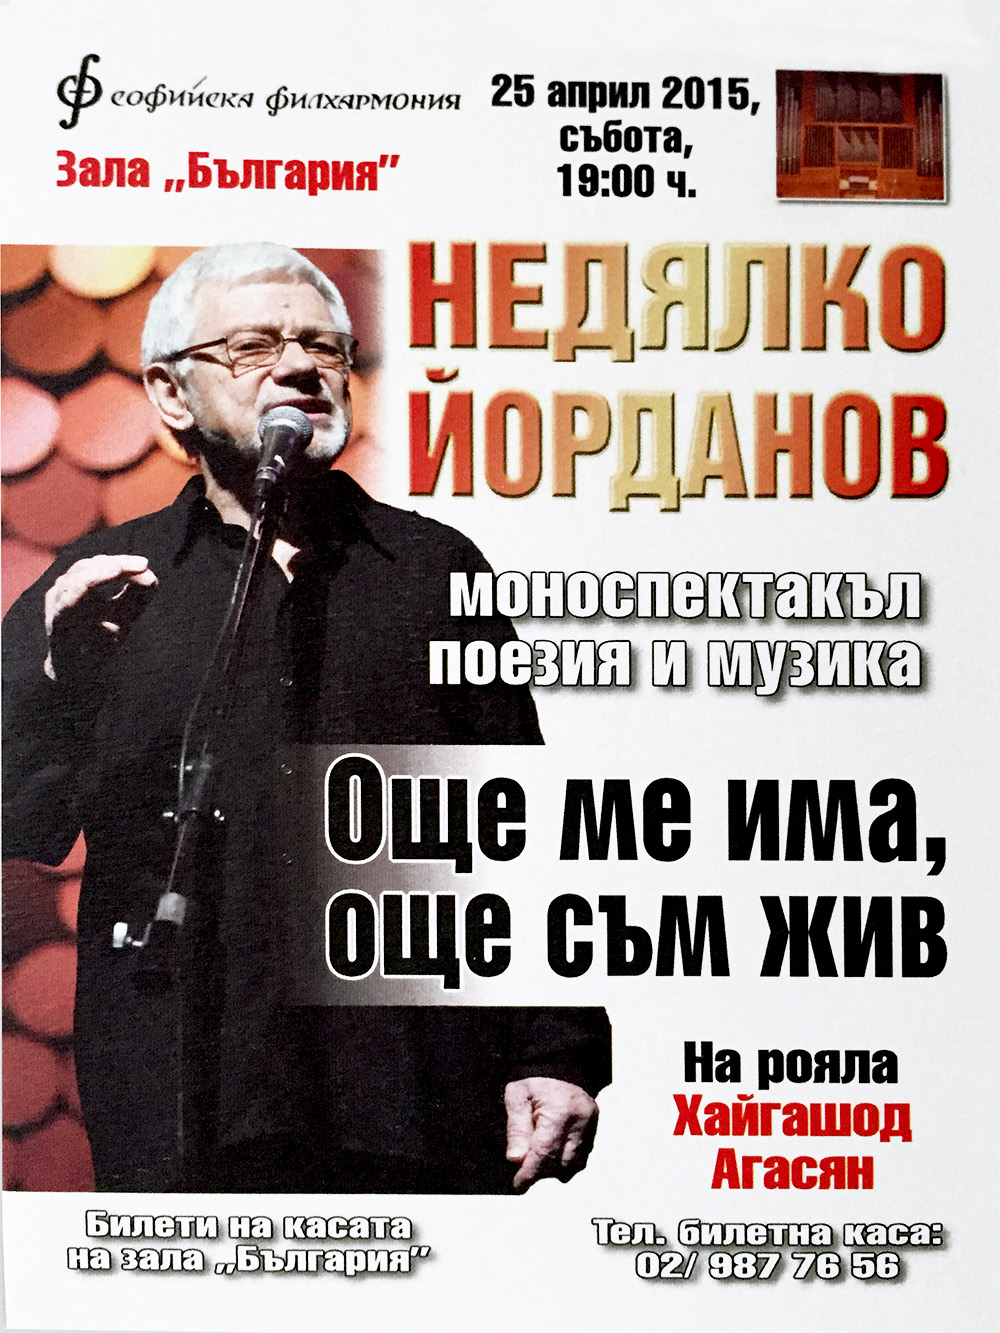 софийска филхармония
Зала „България”
25 април 2015,
събота,
19:00 ч.
НЕДЯЛКО
ЙОРДАНОВ
моноспектакъл
поезия и музика
Още ме има,
още съм жив
На рояла
Хайгашод
Агасян
Билети на касата
на зала „България”
Тел. билетна каса:
02/ 987 76 56